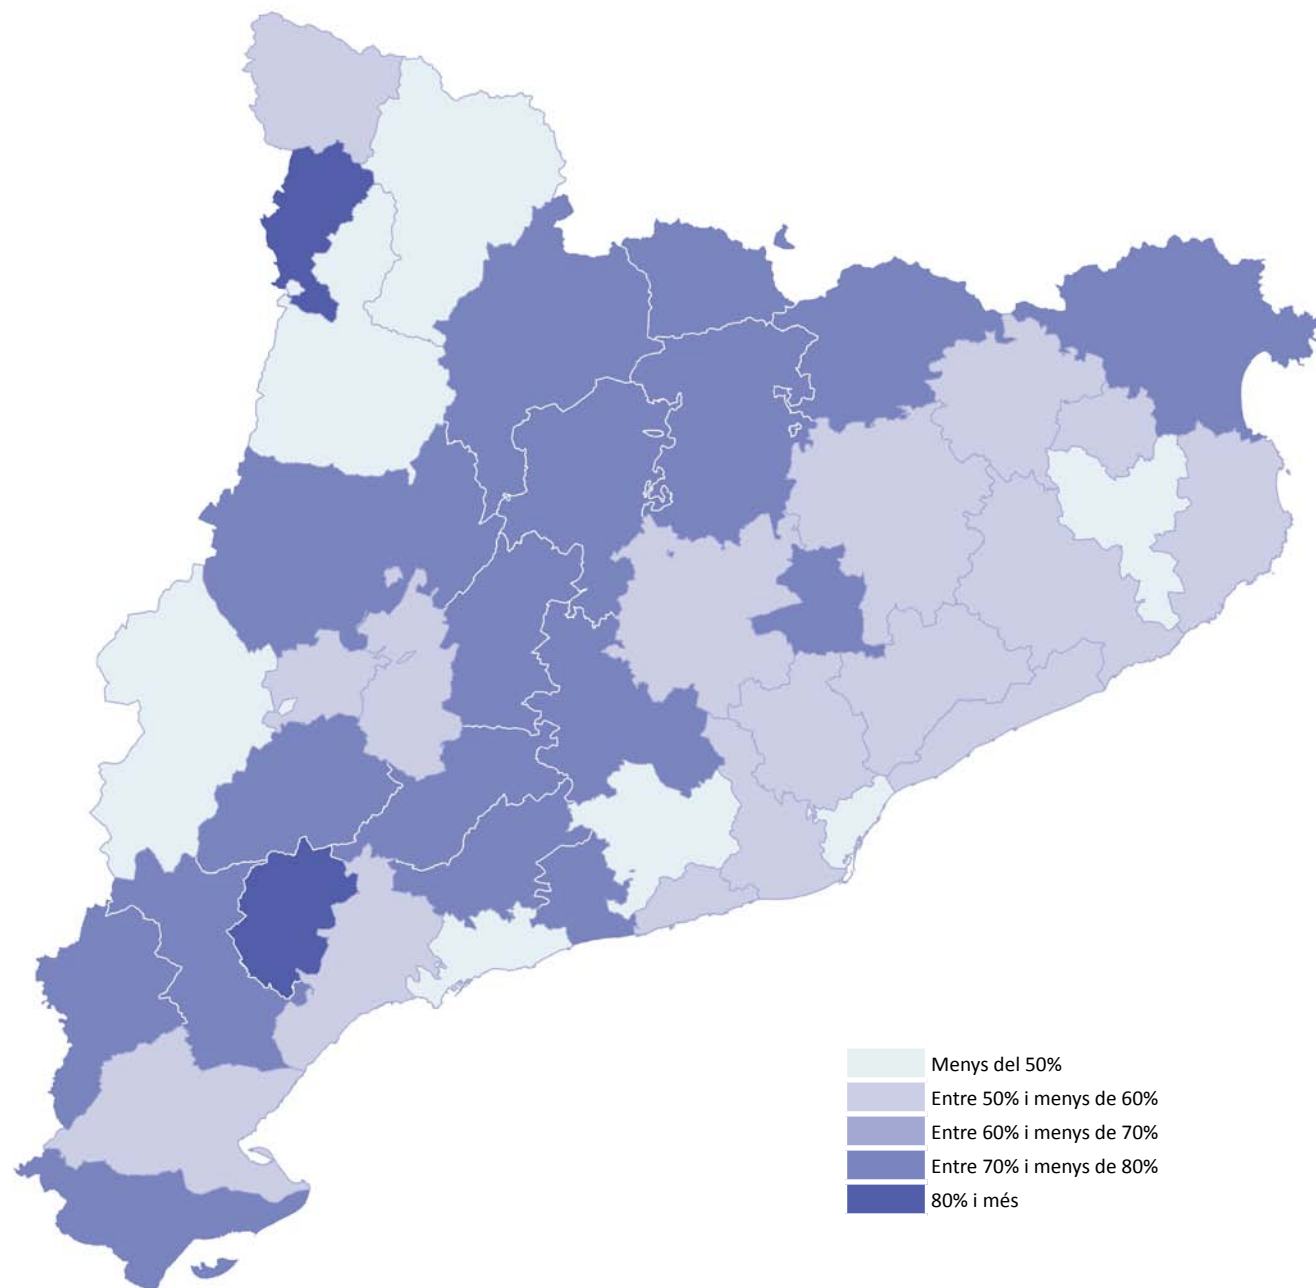 Menys del 50%
Entre 50% i menys de 60%
Entre 60% i menys de 70%
Entre 70% i menys de 80%
80% i més